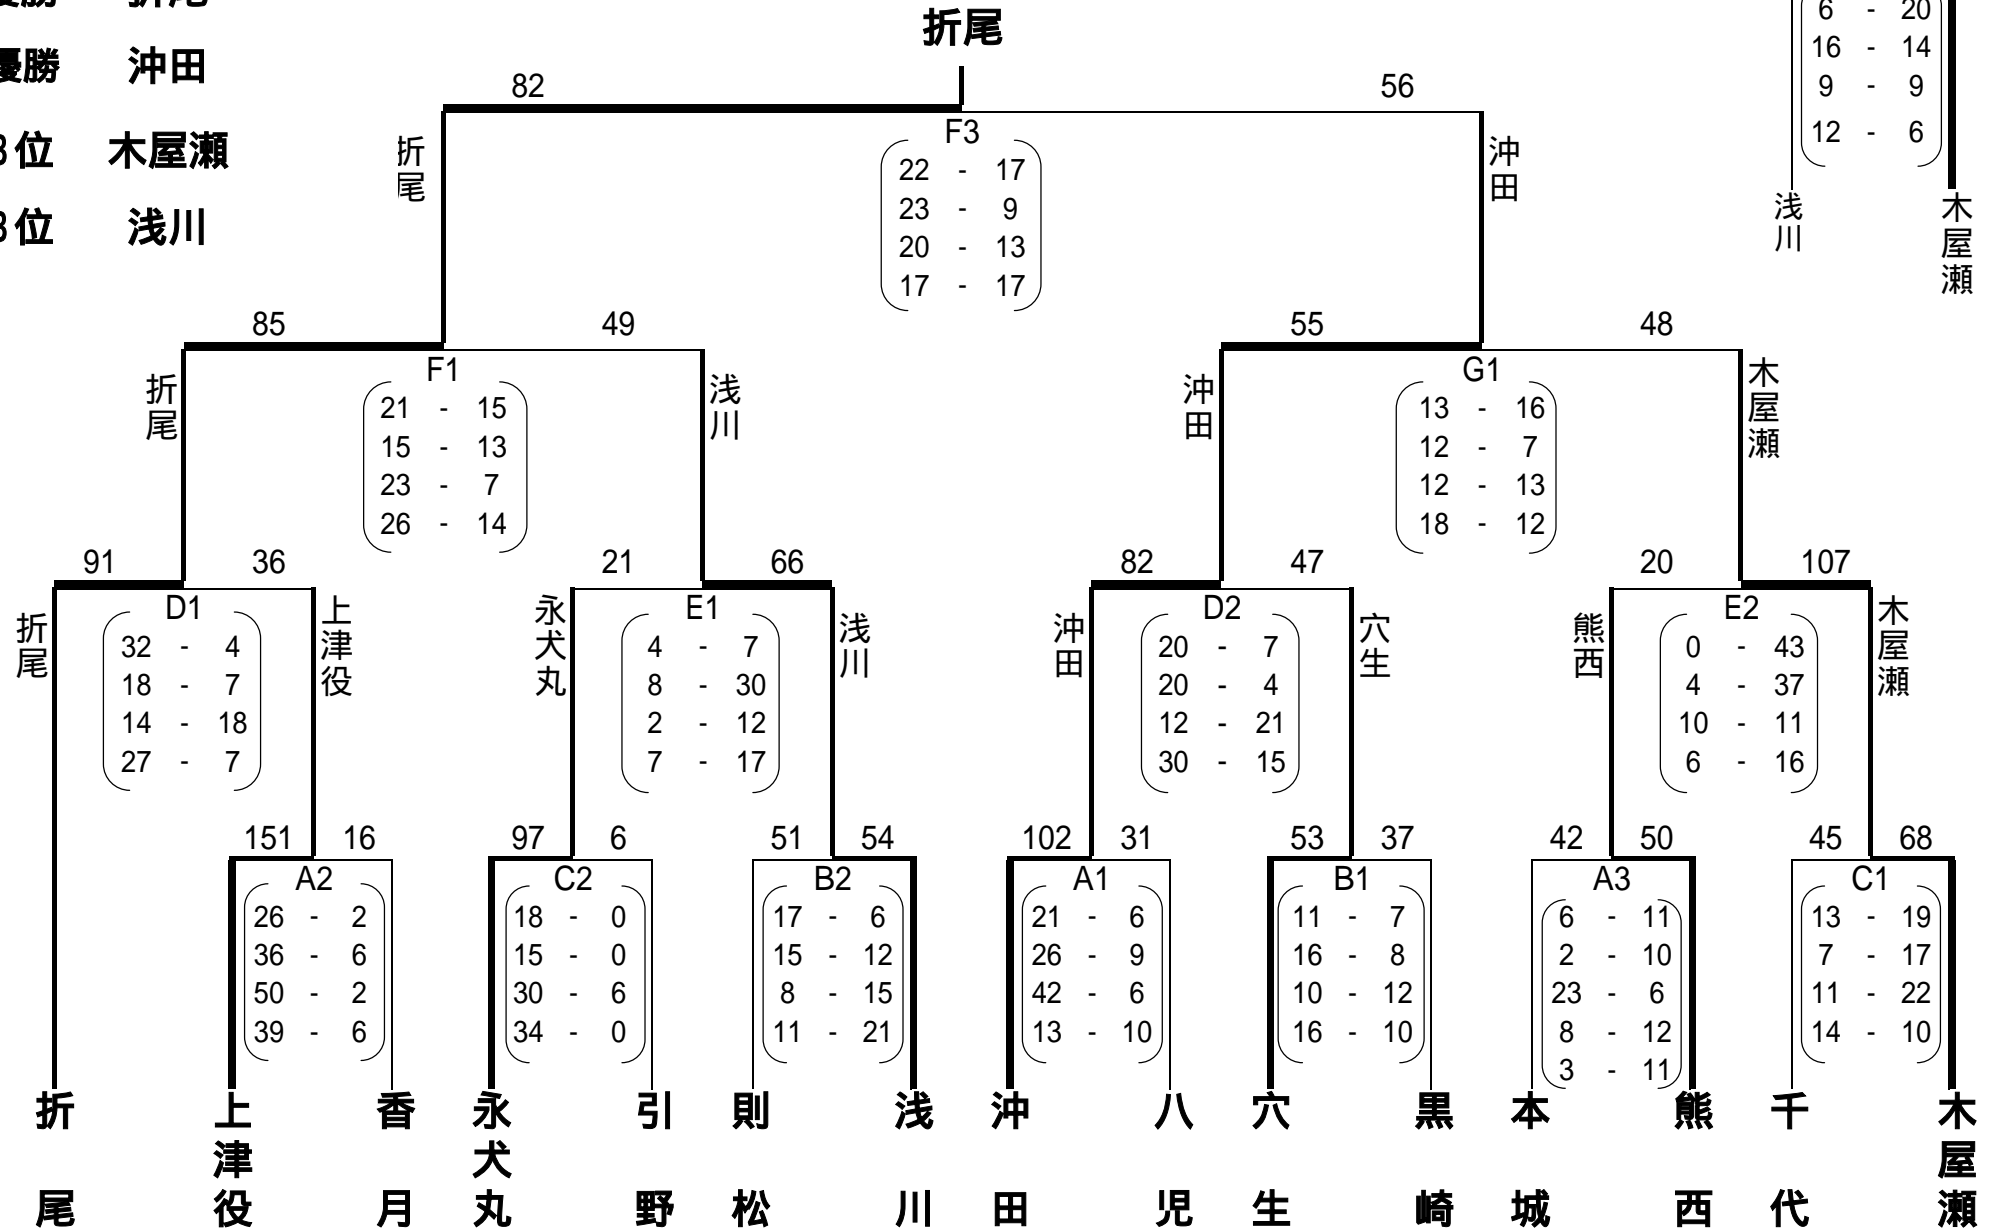 優勝 折尾
優勝 沖田
3位 木屋瀬
3位 浅川
折尾
6 - 20
16 - 14
9 - 9
12 - 6
浅川 木屋瀬
82 56
折尾 F3 沖田
22 - 17
23 - 9
20 - 13
17 - 17
85 49
折尾 F1 浅川
21 - 15
15 - 13
23 - 7
26 - 14
55 48
沖田 G1 木屋瀬
13 - 16
12 - 7
12 - 13
18 - 12
91 36
折尾 D1 上津役
32 - 4
18 - 7
14 - 18
27 - 7
21 66
永犬丸 E1 浅川
4 - 7
8 - 30
2 - 12
7 - 17
82 47
沖田 D2 穴生
20 - 7
20 - 4
12 - 21
30 - 15
20 107
熊西 E2 木屋瀬
0 - 43
4 - 37
10 - 11
6 - 16
151 16
A2
26 - 2
36 - 6
50 - 2
39 - 6
97 6
C2
18 - 0
15 - 0
30 - 6
34 - 0
51 54
B2
17 - 6
15 - 12
8 - 15
11 - 21
102 31
A1
21 - 6
26 - 9
42 - 6
13 - 10
53 37
B1
11 - 7
16 - 8
10 - 12
16 - 10
42 50
A3
6 - 11
2 - 10
23 - 6
8 - 12
3 - 11
45 68
C1
13 - 19
7 - 17
11 - 22
14 - 10
折尾
上津役
香月
永犬丸
引野
則松
浅川
沖田
八児
穴生
黒崎
本城
熊西
千代
木屋瀬